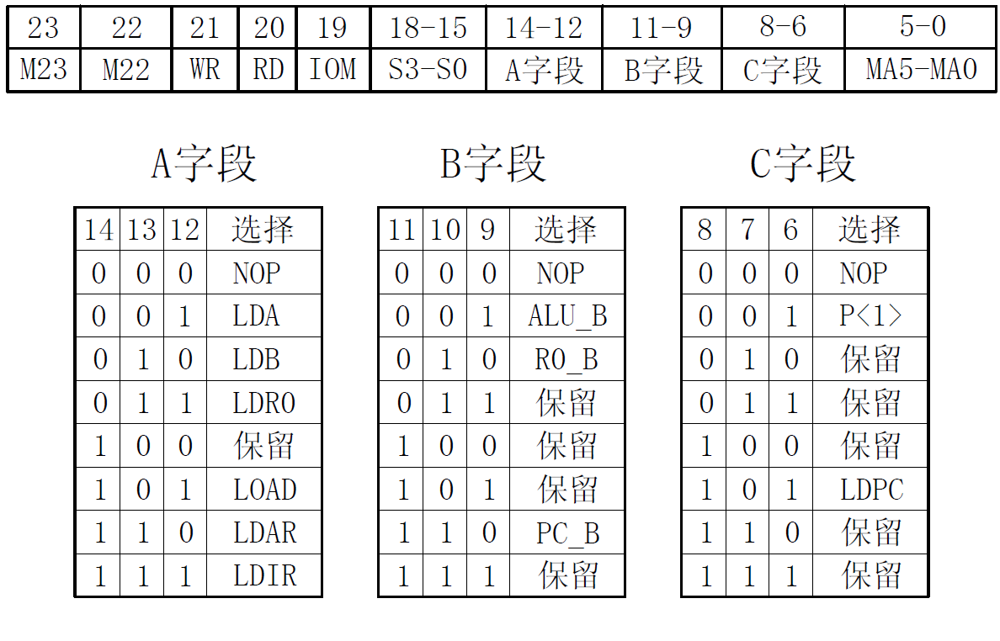 23 22 21 20 19 18-15 14-12 11-9 8-6 5-0
M23 M22 WR RD IOM S3-S0 A字段 B字段 C字段 MA5-MA0
A字段 B字段 C字段
14 13 12 选择 11 10 9 选择 8 7 6 选择
0 0 0 NOP 0 0 0 NOP 0 0 0 NOP
0 0 1 LDA 0 0 1 ALU_B 0 0 1 P<1>
0 1 0 LDB 0 1 0 R0_B 0 1 0 保留
0 1 1 LDR0 0 1 1 保留 0 1 1 保留
1 0 0 保留 1 0 0 保留 1 0 0 保留
1 0 1 LOAD 1 0 1 保留 1 0 1 LDPC
1 1 0 LDAR 1 1 0 PC_B 1 1 0 保留
1 1 1 LDIR 1 1 1 保留 1 1 1 保留